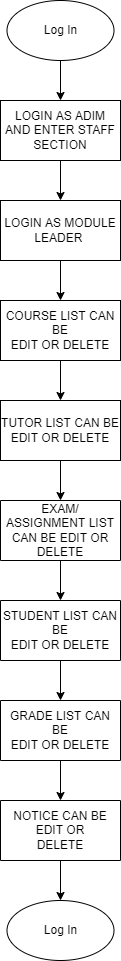 Log In
LOGIN AS ADIM
AND ENTER STAFF
SECTION
LOGIN AS MODULE
LEADER
COURSE LIST CAN
BE
EDIT OR DELETE
TUTOR LIST CAN BE
EDIT OR DELETE
EXAM/
ASSIGNMENT LIST
CAN BE EDIT OR
DELETE
STUDENT LIST CAN
BE
EDIT OR DELETE
GRADE LIST CAN
BE
EDIT OR DELETE
NOTICE CAN BE
EDIT OR
DELETE
Log In